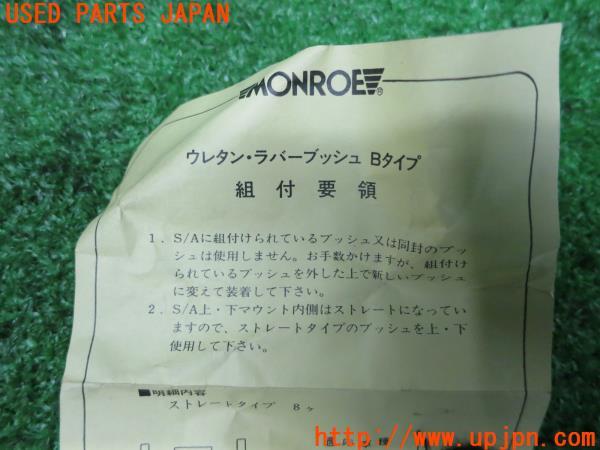 USED PARTS JAPAN
MONROE®
ウレタン・ラバーブッシュ Bタイプ
組付要領
1. S/Aに組付けられているブッシュ又は同封のブッ
シュは使用しません。お手数かけますが、組付け
られているブッシュを外した上で新しいブッシュ
に変えて装着して下さい。
2. S/A上・下マウント内側はストレートになってい
ますので、ストレートタイプのブッシュを上・下
使用して下さい。
■明細内容
ストレートタイプ 8ヶ
http://www.upjpn.com/